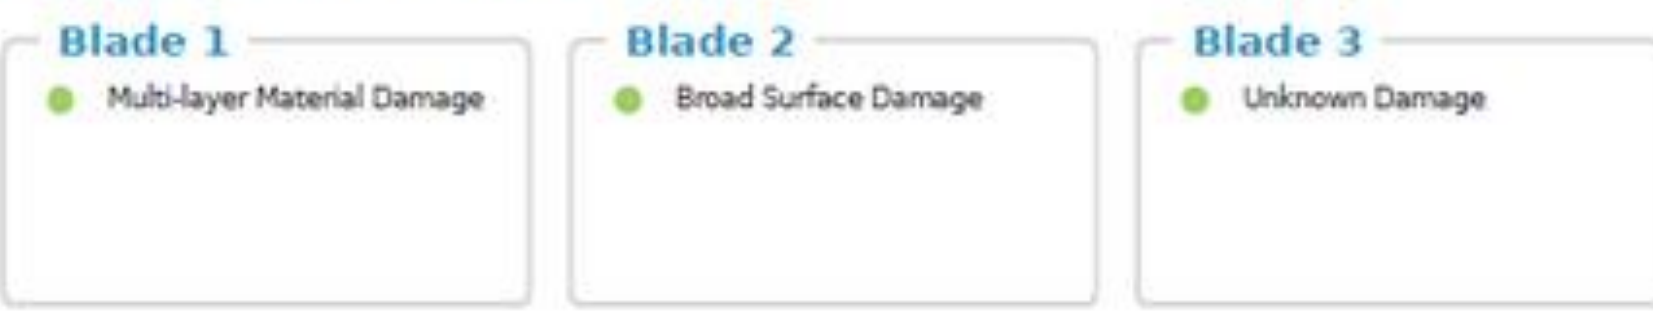 Blade 1
Multi-layer Material Damage
Blade 2
Broad Surface Damage
Blade 3
Unknown Damage